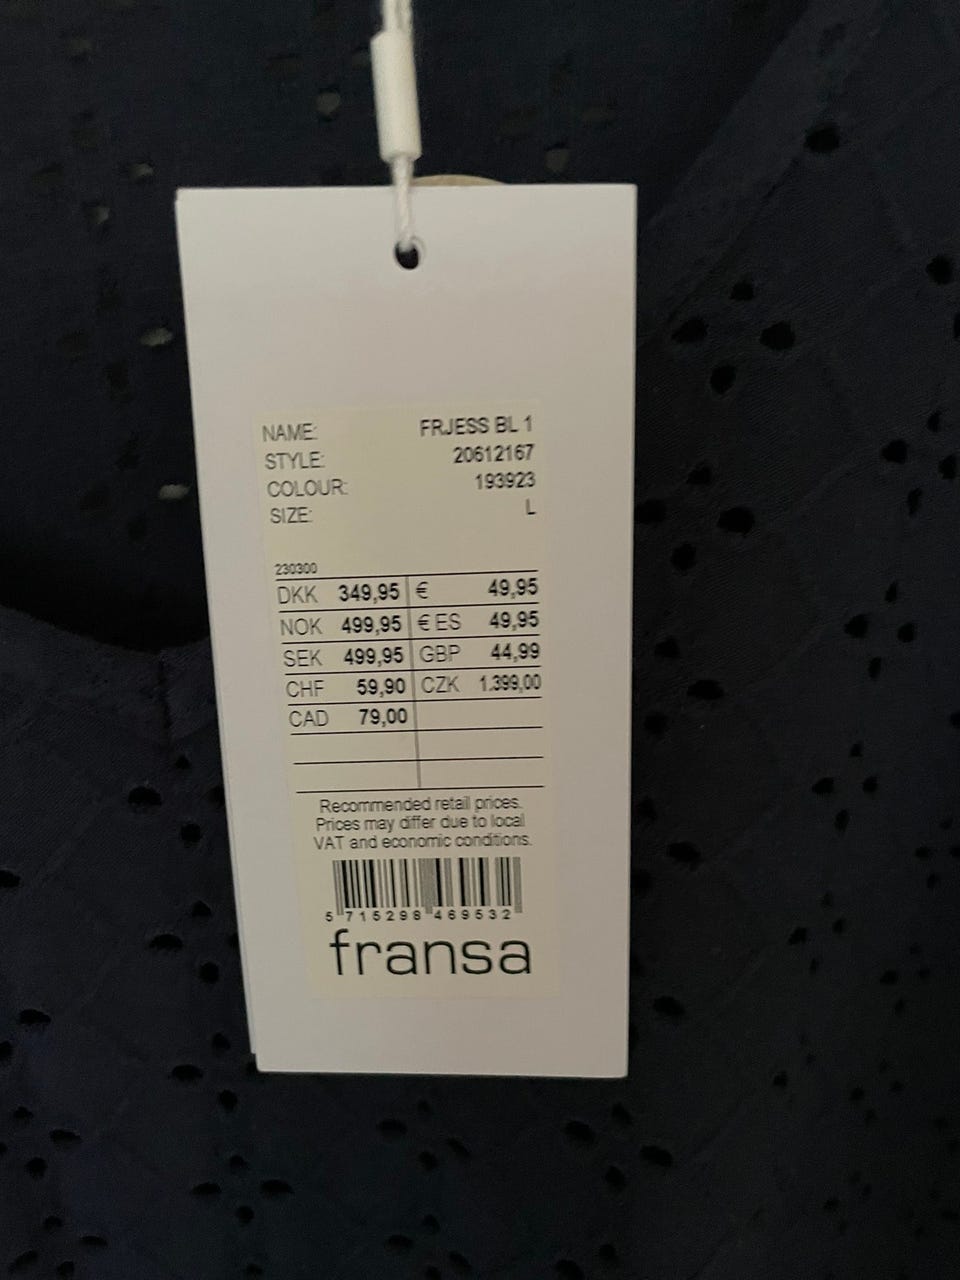 NAME: FRJESS BL 1
STYLE: 20612167
COLOUR: 193923
SIZE: L
230300
DKK 349,95 € 49,95
NOK 499,95 € ES 49,95
SEK 499,95 GBP 44,99
CHF 59,90 CZK 1.399,00
CAD 79,00
Recommended retail prices.
Prices may differ due to local
VAT and economic conditions.
5 715298 469532
fransa